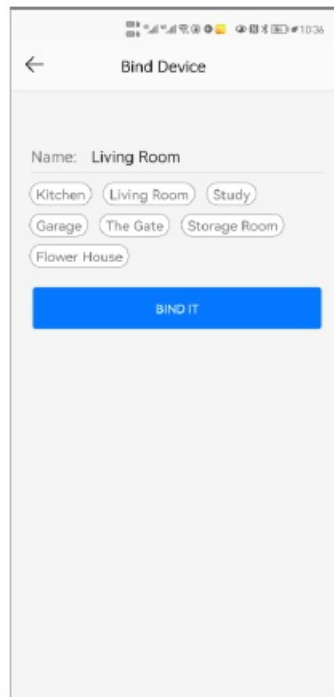 10:36
Bind Device
Name: Living Room
Kitchen Living Room Study
Garage The Gate Storage Room
Flower House
BIND IT